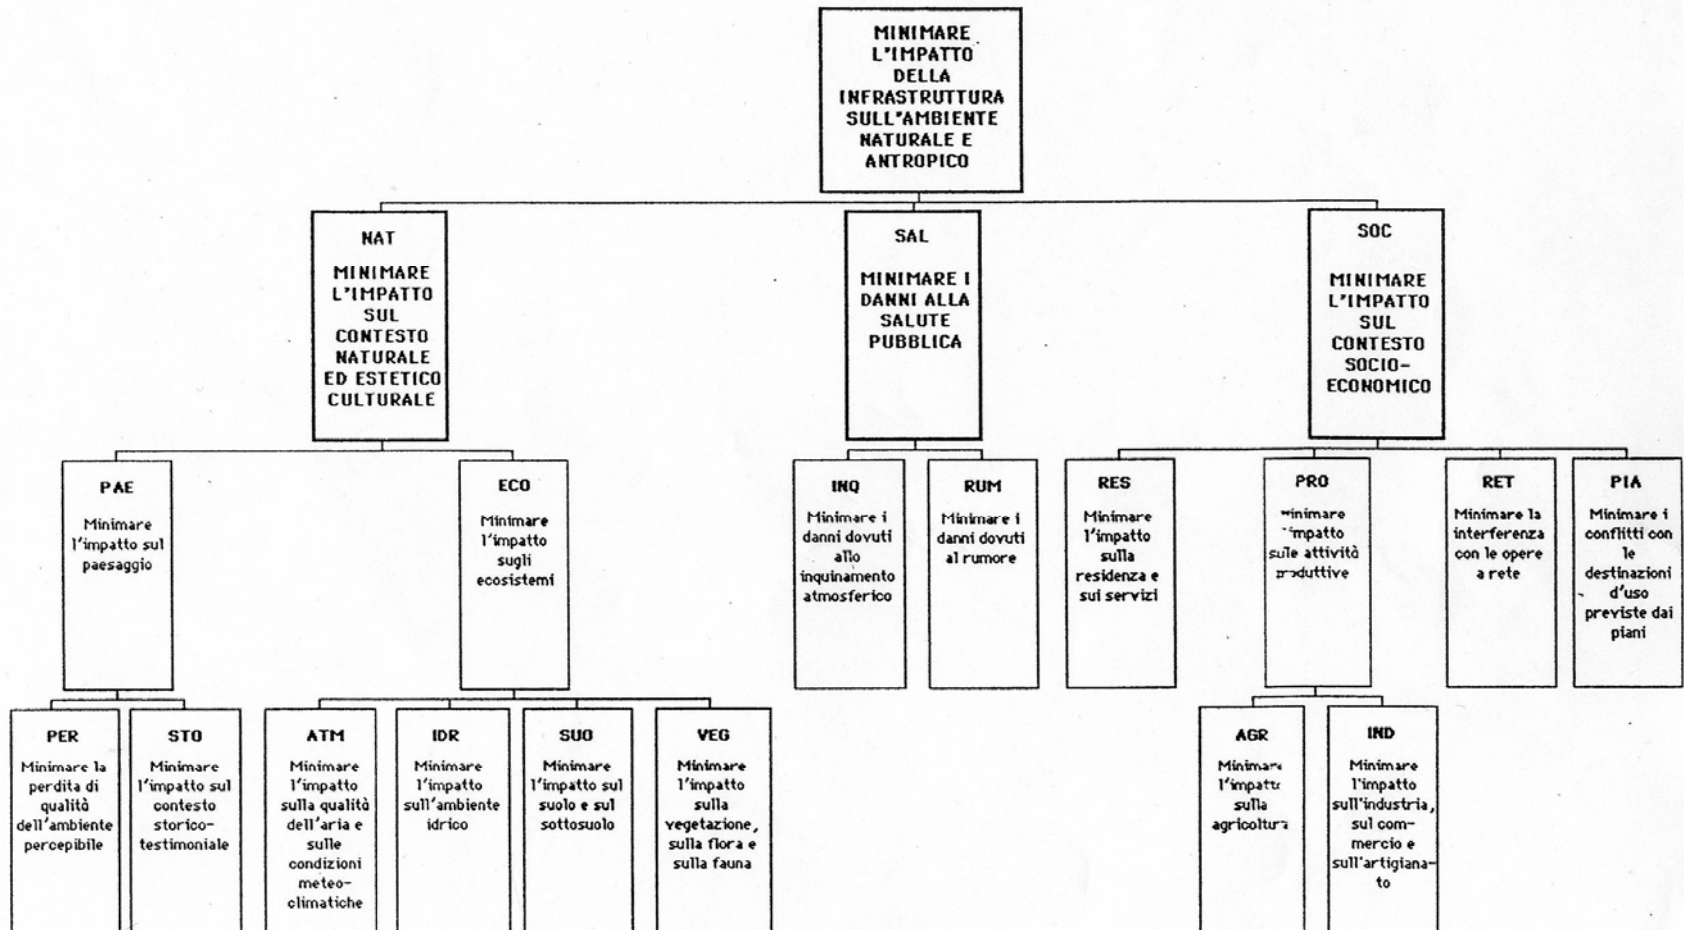 MINIMARE
L'IMPATTO
DELLA
INFRASTRUTTURA
SULL'AMBIENTE
NATURALE E
ANTROPICO
NAT
MINIMARE
L'IMPATTO
SUL
CONTESTO
NATURALE
ED ESTETICO
CULTURALE
SAL
MINIMARE I
DANNI ALLA
SALUTE
PUBBLICA
SOC
MINIMARE
L'IMPATTO
SUL
CONTESTO
SOCIO-
ECONOMICO
PAE
Minimare
l'impatto sul
paesaggio
ECO
Minimare
l'impatto
sugli
ecosistemi
INQ
Minimare i
danni dovuti
allo
inquinamento
atmosferico
RUM
Minimare i
danni dovuti
al rumore
RES
Minimare
l'impatto
sulla
residenza e
sui servizi
PRO
minimare
impatto
sule attività
produttive
RET
Minimare la
interferenza
con le opere
a rete
PIA
Minimare i
conflitti con
le
destinazioni
d'uso
previste dai
piani
PER
Minimare la
perdita di
qualità
dell'ambiente
percepibile
STO
Minimare
l'impatto sul
contesto
storico-
testimoniale
ATM
Minimare
l'impatto
sulla qualità
dell'aria e
sulle
condizioni
meteo-
climatiche
IDR
Minimare
l'impatto
sull'ambiente
idrico
SUO
Minimare
l'impatto sul
suolo e sul
sottosuolo
VEG
Minimare
l'impatto
sulla
vegetazione,
sulla flora e
sulla fauna
AGR
Minimare
l'impatto
sulla
agricoltura
IND
Minimare
l'impatto
sull'industria,
sul com-
mercio e
sull'artigiana-
to